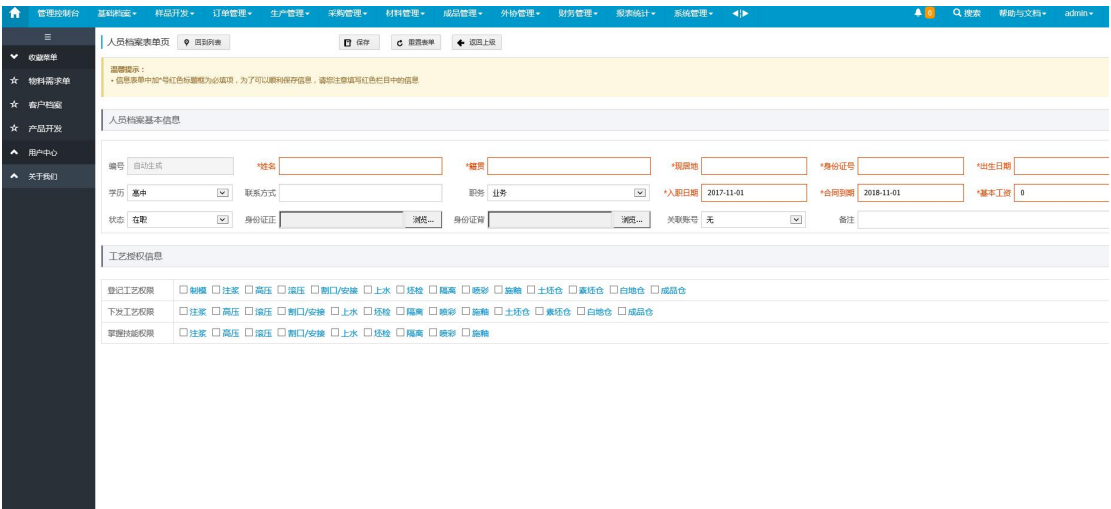 管理控制台 基础档案 样品开发 订单管理 生产管理 采购管理 材料管理 成品管理 外协管理 财务管理 报表统计 系统管理 0 搜索 帮助与文档 admin
人员档案表单页 回到列表 保存 重置表单 返回上级
收藏菜单
物料需求单
客户档案
产品开发
用户中心
关于我们
温馨提示：
• 信息表单中加*号红色标题框为必填项，为了可以顺利保存信息，请您注意填写红色栏目中的信息
人员档案基本信息
编号 自动生成 *姓名 *籍贯 *现居地 *身份证号 *出生日期
学历 高中 联系方式 职务 业务 *入职日期 2017-11-01 *合同到期 2018-11-01 *基本工资 0
状态 在职 身份证正 浏览... 身份证背 浏览... 关联账号 无 备注
工艺授权信息
登记工艺权限 制模 注浆 高压 滚压 割口/安接 上水 坯检 隔离 喷彩 施釉 土坯仓 素坯仓 白地仓 成品仓
下发工艺权限 注浆 高压 滚压 割口/安接 上水 坯检 隔离 喷彩 施釉 土坯仓 素坯仓 白地仓 成品仓
掌握技能权限 注浆 高压 滚压 割口/安接 上水 坯检 隔离 喷彩 施釉